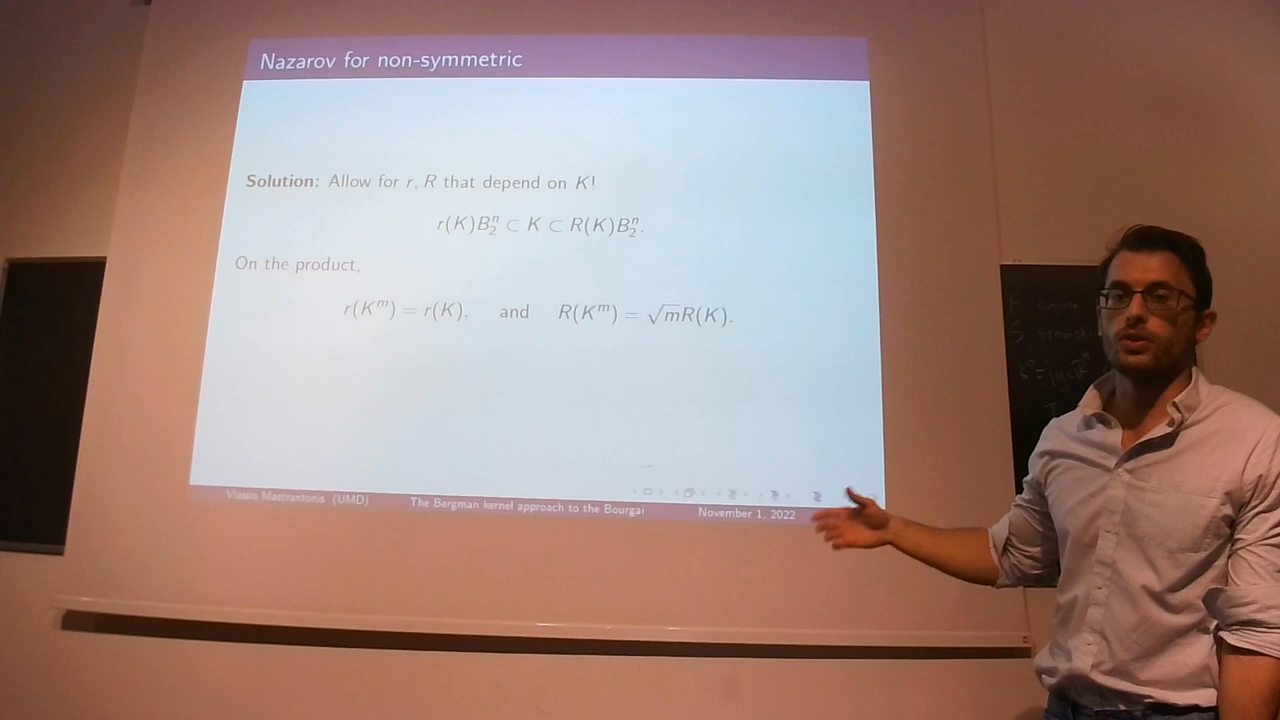 Nazarov for non-symmetric
Solution: Allow for r, R that depend on K!
r(K)B₂ⁿ ⊂ K ⊂ R(K)B₂ⁿ.
On the product,
r(Kᵐ) = r(K), and R(Kᵐ) = √mR(K).
Vlassis Mastrantonis (UMD) The Bergman kernel approach to the Bourgai November 1, 2022